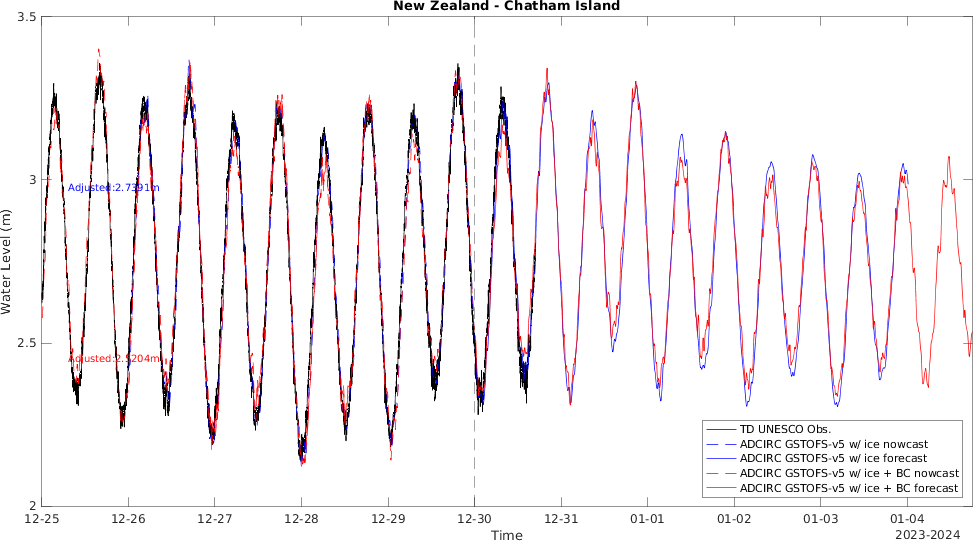 New Zealand - Chatham Island
3.5
3
2.5
2
Water Level (m)
Adjusted:2.7391m
Adjusted:2.5204m
TD UNESCO Obs.
ADCIRC GSTOFS-v5 w/ ice nowcast
ADCIRC GSTOFS-v5 w/ ice forecast
ADCIRC GSTOFS-v5 w/ ice + BC nowcast
ADCIRC GSTOFS-v5 w/ ice + BC forecast
12-25 12-26 12-27 12-28 12-29 12-30 12-31 01-01 01-02 01-03 01-04
Time
2023-2024